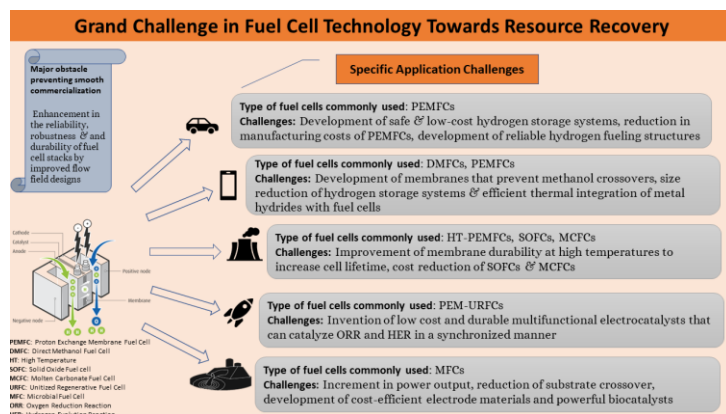 Grand Challenge in Fuel Cell Technology Towards Resource Recovery
Major obstacle
preventing smooth
commercialization
Enhancement in
the reliability,
robustness & and
durability of fuel
cell stacks by
improved flow
field designs
Specific Application Challenges
Type of fuel cells commonly used: PEMFCs
Challenges: Development of safe & low-cost hydrogen storage systems, reduction
in manufacturing costs of PEMFCs, development of reliable hydrogen fueling structures
Type of fuel cells commonly used: DMFCs, PEMFCs
Challenges: Development of membranes that prevent methanol crossovers, size
reduction of hydrogen storage systems & efficient thermal integration of metal
hydrides with fuel cells
Type of fuel cells commonly used: HT-PEMFCs, SOFCs, MCFCs
Challenges: Improvement of membrane durability at high temperatures to
increase cell lifetime, cost reduction of SOFCs & MCFCs
Type of fuel cells commonly used: PEM-URFCs
Challenges: Invention of low cost and durable multifunctional electrocatalysts that
can catalyze ORR and HER in a synchronized manner
Type of fuel cells commonly used: MFCs
Challenges: Increment in power output, reduction of substrate crossover,
development of cost-efficient electrode materials and powerful biocatalysts
Cathode
Catalyst
Anode
Positive node
Membrane
Negative node
PEMFC: Proton Exchange Membrane Fuel Cell
DMFC: Direct Methanol Fuel Cell
HT: High Temperature
SOFC: Solid Oxide Fuel cell
MCFC: Molten Carbonate Fuel Cell
URFC: Unitized Regenerative Fuel Cell
MFC: Microbial Fuel Cell
ORR: Oxygen Reduction Reaction
HER: Hydrogen Evolution Reaction